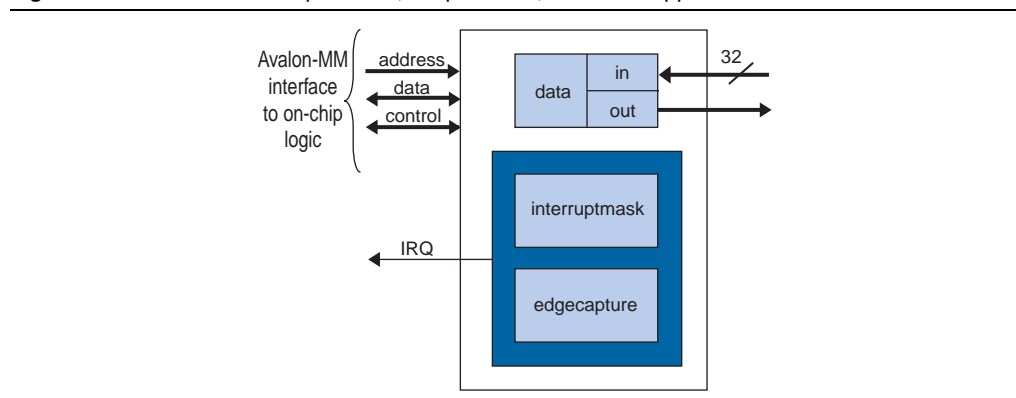 Avalon-MM
interface
to on-chip
logic
address
data
control
IRQ
data
in
out
32
interruptmask
edgecapture